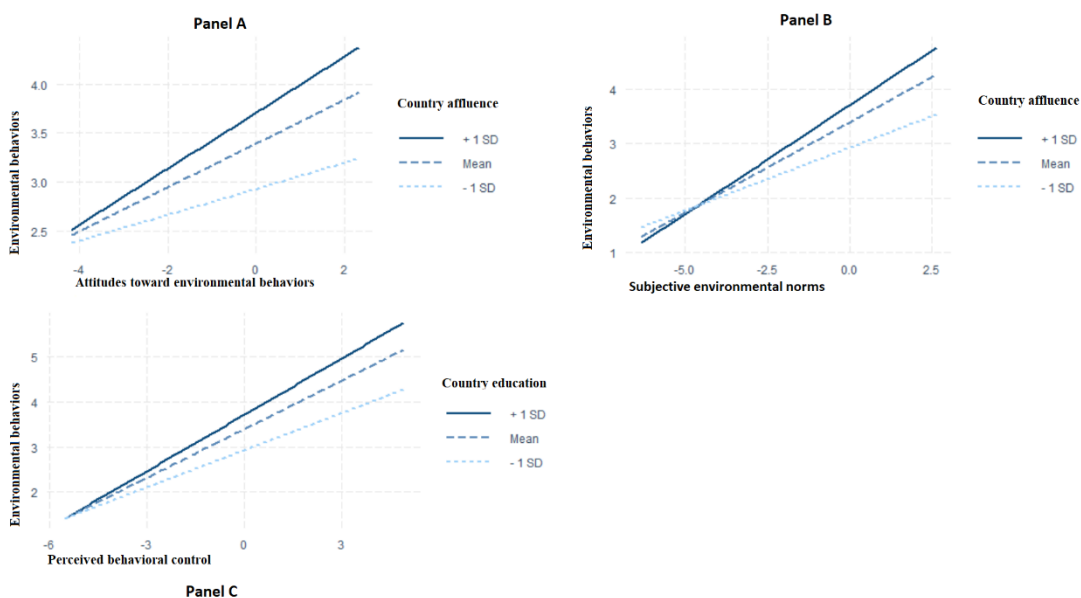 Panel A
Environmental behaviors
4.0
3.5
3.0
2.5
-4
-2
0
2
Attitudes toward environmental behaviors
Country affluence
+ 1 SD
Mean
- 1 SD
Panel B
Environmental behaviors
4
3
2
1
-5.0
-2.5
0.0
2.5
Subjective environmental norms
Country affluence
+ 1 SD
Mean
- 1 SD
Environmental behaviors
5
4
3
2
-6
-3
0
3
Perceived behavioral control
Country education
+ 1 SD
Mean
- 1 SD
Panel C